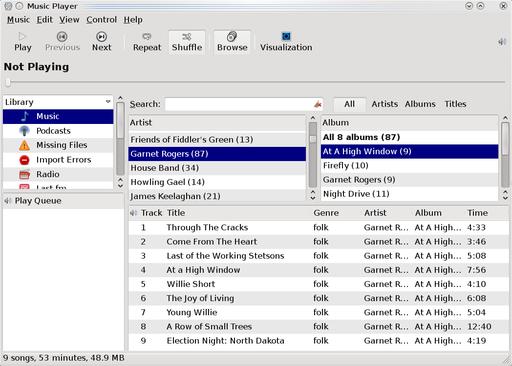 Music Player
Music Edit View Control Help
Play Previous Next Repeat Shuffle Browse Visualization
Not Playing
Library
Music
Podcasts
Missing Files
Import Errors
Radio
Last fm
Play Queue
Search: All Artists Albums Titles
Artist
Friends of Fiddler's Green (13)
Garnet Rogers (87)
House Band (34)
Howling Gael (14)
James Keelaghan (21)
Album
All 8 albums (87)
At A High Window (9)
Firefly (10)
Garnet Rogers (9)
Night Drive (11)
Track Title Genre Artist Album Time
1 Through The Cracks folk Garnet R... At A High... 4:33
2 Come From The Heart folk Garnet R... At A High... 3:46
3 Last of the Working Stetsons folk Garnet R... At A High... 5:08
4 At a High Window folk Garnet R... At A High... 7:56
5 Willie Short folk Garnet R... At A High... 4:10
6 The Joy of Living folk Garnet R... At A High... 6:08
7 Young Willie folk Garnet R... At A High... 5:04
8 A Row of Small Trees folk Garnet R... At A High... 12:40
9 Election Night: North Dakota folk Garnet R... At A High... 4:19
9 songs, 53 minutes, 48.9 MB